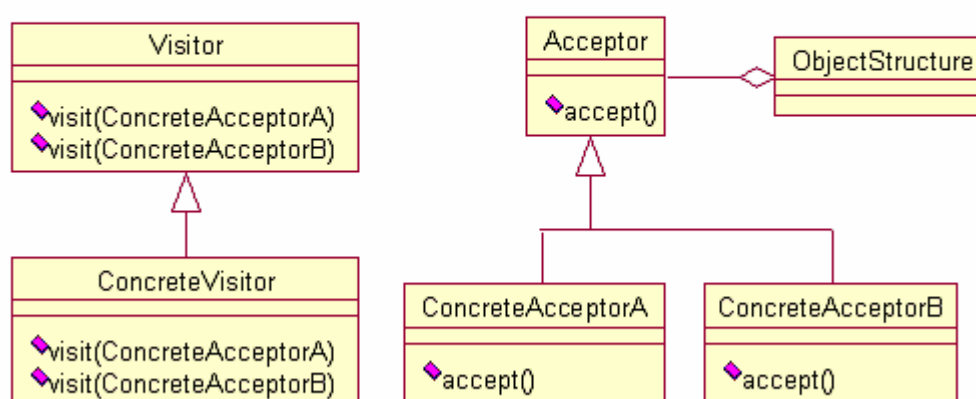 Visitor
visit(ConcreteAcceptorA)
visit(ConcreteAcceptorB)
Acceptor
accept()
ObjectStructure
ConcreteVisitor
visit(ConcreteAcceptorA)
visit(ConcreteAcceptorB)
ConcreteAcceptorA
accept()
ConcreteAcceptorB
accept()